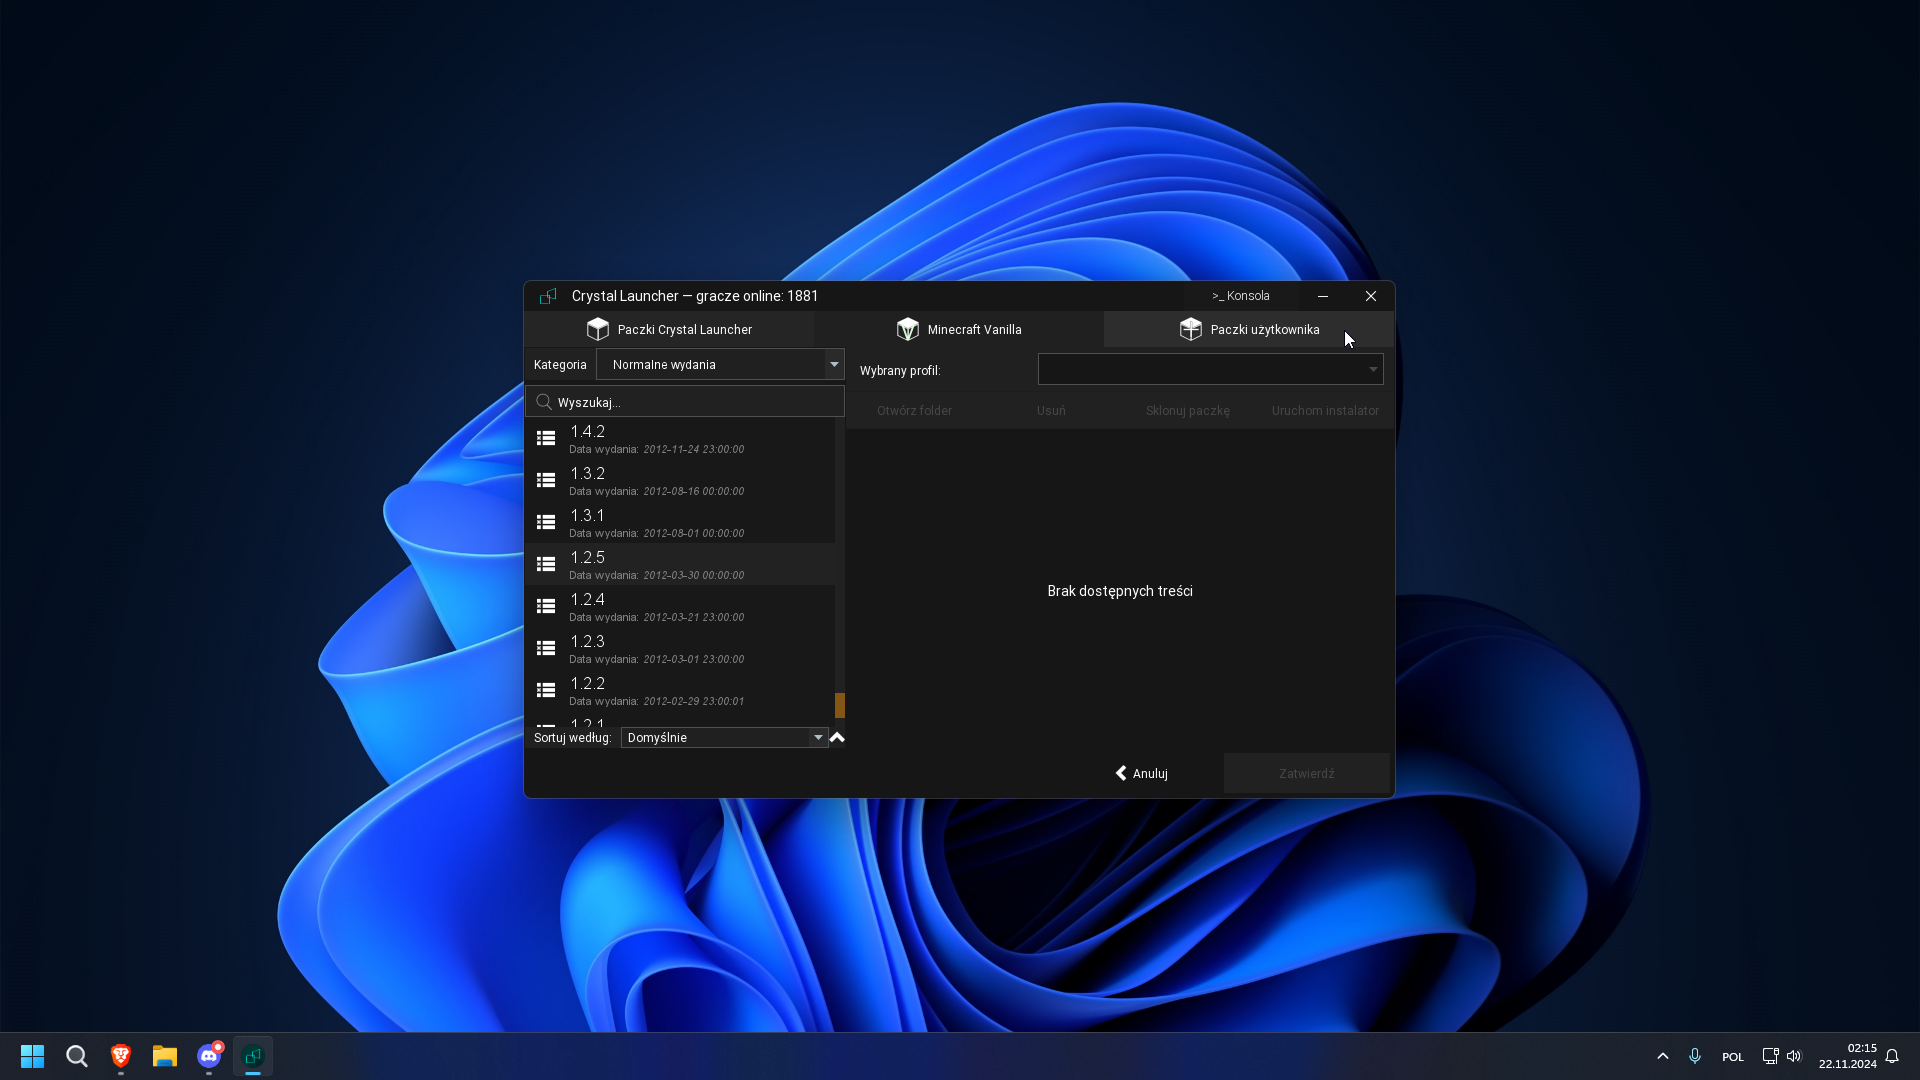 Crystal Launcher — gracze online: 1881
>_ Konsola
Paczki Crystal Launcher
Minecraft Vanilla
Paczki użytkownika
Kategoria
Normalne wydania
Wybrany profil:
Wyszukaj...
Otwórz folder
Usuń
Sklonuj paczkę
Uruchom instalator
1.4.2
Data wydania: 2012-11-24 23:00:00
1.3.2
Data wydania: 2012-08-16 00:00:00
1.3.1
Data wydania: 2012-08-01 00:00:00
1.2.5
Data wydania: 2012-03-30 00:00:00
1.2.4
Data wydania: 2012-03-21 23:00:00
1.2.3
Data wydania: 2012-03-01 23:00:00
1.2.2
Data wydania: 2012-02-29 23:00:01
1.2.1
Brak dostępnych treści
Sortuj według:
Domyślnie
Anuluj
Zatwierdź
POL
02:15
22.11.2024